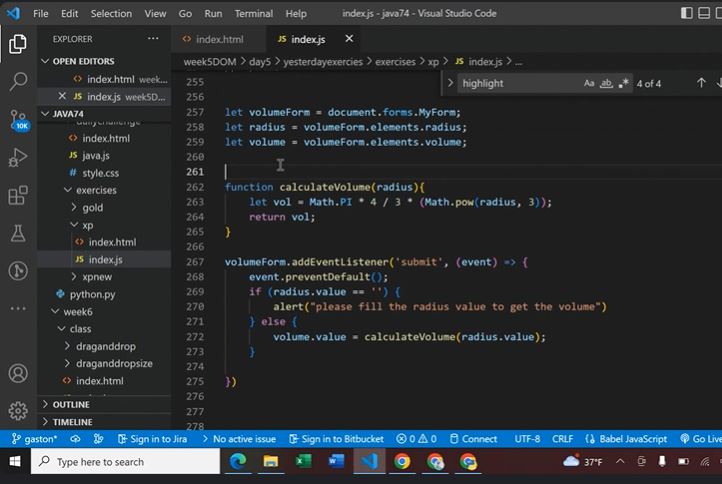 File Edit Selection View Go Run Terminal Help index.js - java74 - Visual Studio Code
EXPLORER ...
index.html
JS index.js
week5DOM > day5 > yesterdayexercies > exercises > xp > JS index.js > ...
OPEN EDITORS
index.html week...
JS index.js week5D...
JAVA74
index.html
JS java.js
# style.css
exercises
gold
xp
index.html
JS index.js
xpnew
python.py
week6
class
draganddrop
draganddropsize
index.html
OUTLINE
TIMELINE
10K
highlight Aa ab 4 of 4
255
256
257 let volumeForm = document.forms.MyForm;
258 let radius = volumeForm.elements.radius;
259 let volume = volumeForm.elements.volume;
260
261
262 function calculateVolume(radius){
263 let vol = Math.PI * 4 / 3 * (Math.pow(radius, 3));
264 return vol;
265 }
266
267 volumeForm.addEventListener('submit', (event) => {
268 event.preventDefault();
269 if (radius.value == '') {
270 alert("please fill the radius value to get the volume")
271 } else {
272 volume.value = calculateVolume(radius.value);
273 }
274
275 })
276
277
278
gaston* Sign in to Jira No active issue Sign in to Bitbucket 0 0 Connect UTF-8 CRLF {} Babel JavaScript Go Live
Type here to search 37°F